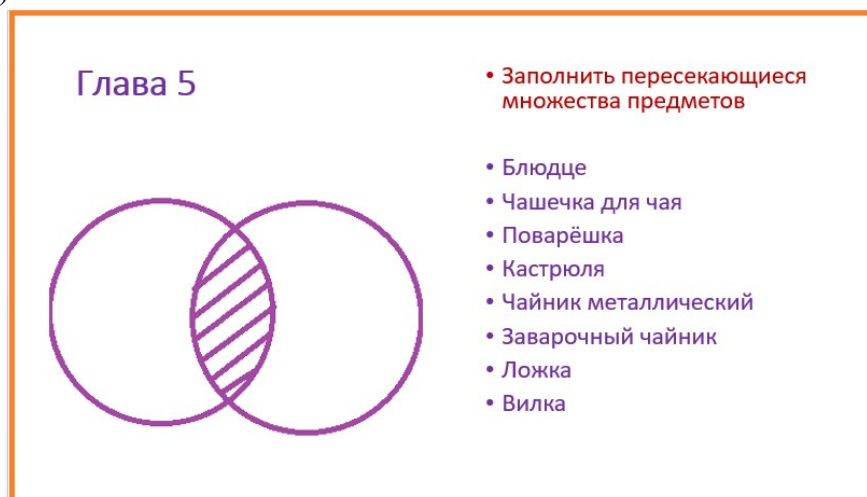 Глава 5
• Заполнить пересекающиеся
множества предметов
• Блюдце
• Чашечка для чая
• Поварёшка
• Кастрюля
• Чайник металлический
• Заварочный чайник
• Ложка
• Вилка